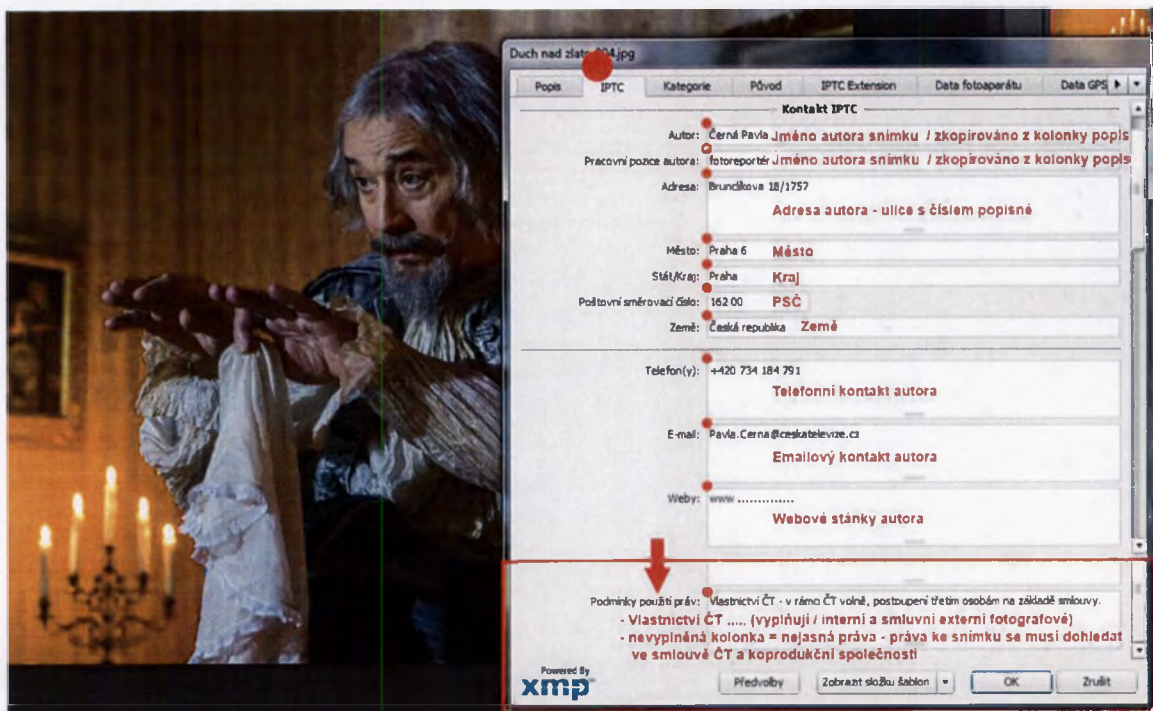 Duch nad zlato 004.jpg
Popis IPTC Kategorie Původ IPTC Extension Data fotoaparátu Data GPS
Kontakt IPTC
Autor: Černá Pavla Jméno autora snímku / zkopírováno z kolonky popis
Pracovní pozice autora: fotoreportér Jméno autora snímku / zkopírováno z kolonky popis
Adresa: 18/1757
Adresa autora - ulice s číslem popisné
Město: Praha 6 Město
Stát/Kraj: Praha Kraj
Poštovní směrovací číslo: 162 00 PSČ
Země: Česká republika Země
Telefon(y): +420 734 184 791
Telefonní kontakt autora
E-mail: Pavla.Cerna@ceskatelevize.cz
Emailový kontakt autora
Weby: www ..............
Webové stánky autora
Podmínky použití práv: Vlastnictví ČT - v rámci ČT volně, postoupení třetím osobám na základě smlouvy.
- Vlastnictví ČT ..... (vyplňují / interní a smluvní externí fotografové)
- nevyplněná kolonka = nejasná práva - práva ke snímku se musí dohledat
ve smlouvě ČT a koprodukční společností
Powered By
xmp
Předvolby Zobrazit složku šablon OK Zrušit